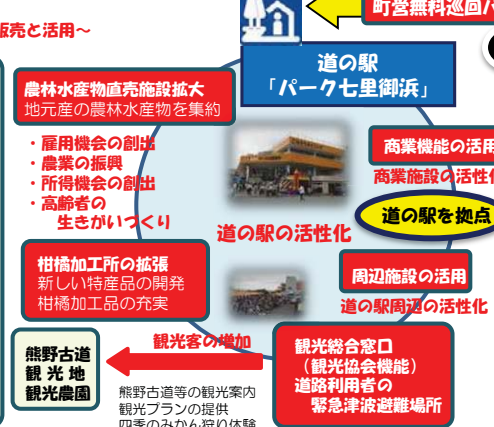 販売と活用～
町営無料巡回バ
道の駅
「パーク七里御浜」
農林水産物直売施設拡大
地元産の農林水産物を集約
・雇用機会の創出
・農業の振興
・所得機会の創出
・高齢者の
生きがいづくり
商業機能の活用
商業施設の活性化
道の駅を拠点
道の駅の活性化
柑橘加工所の拡張
新しい特産品の開発
柑橘加工品の充実
周辺施設の活用
道の駅周辺の活性化
観光客の増加
観光総合窓口
（観光協会機能）
道路利用者の
緊急津波避難場所
熊野古道
観光地
観光農園
熊野古道等の観光案内
観光プランの提供
四季のみかん狩り体験